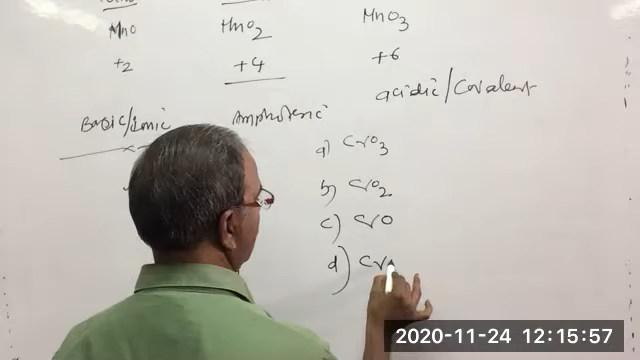 MnO MnO2 MnO3
+2 +4 +6
Basic/ionic Amphoteric acidic/Covalent
a) CrO3
b) CrO2
c) CrO
d) Cr
2020-11-24 12:15:57